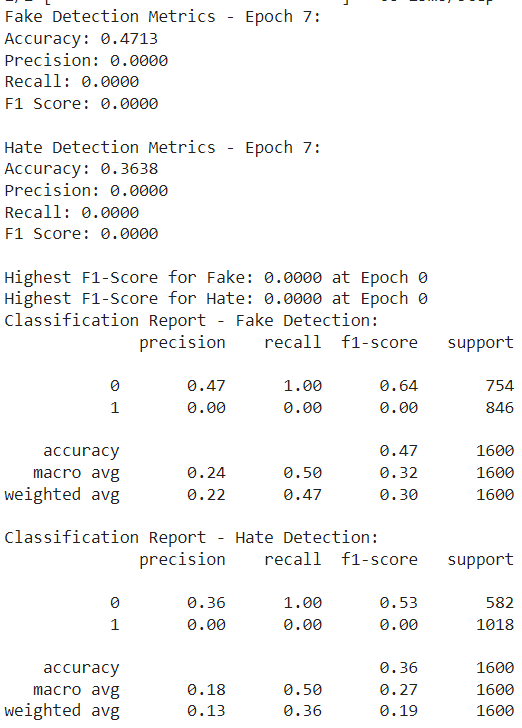 Fake Detection Metrics - Epoch 7:
Accuracy: 0.4713
Precision: 0.0000
Recall: 0.0000
F1 Score: 0.0000
Hate Detection Metrics - Epoch 7:
Accuracy: 0.3638
Precision: 0.0000
Recall: 0.0000
F1 Score: 0.0000
Highest F1-Score for Fake: 0.0000 at Epoch 0
Highest F1-Score for Hate: 0.0000 at Epoch 0
Classification Report - Fake Detection:
precision recall f1-score support
0 0.47 1.00 0.64 754
1 0.00 0.00 0.00 846
accuracy 0.47 1600
macro avg 0.24 0.50 0.32 1600
weighted avg 0.22 0.47 0.30 1600
Classification Report - Hate Detection:
precision recall f1-score support
0 0.36 1.00 0.53 582
1 0.00 0.00 0.00 1018
accuracy 0.36 1600
macro avg 0.18 0.50 0.27 1600
weighted avg 0.13 0.36 0.19 1600